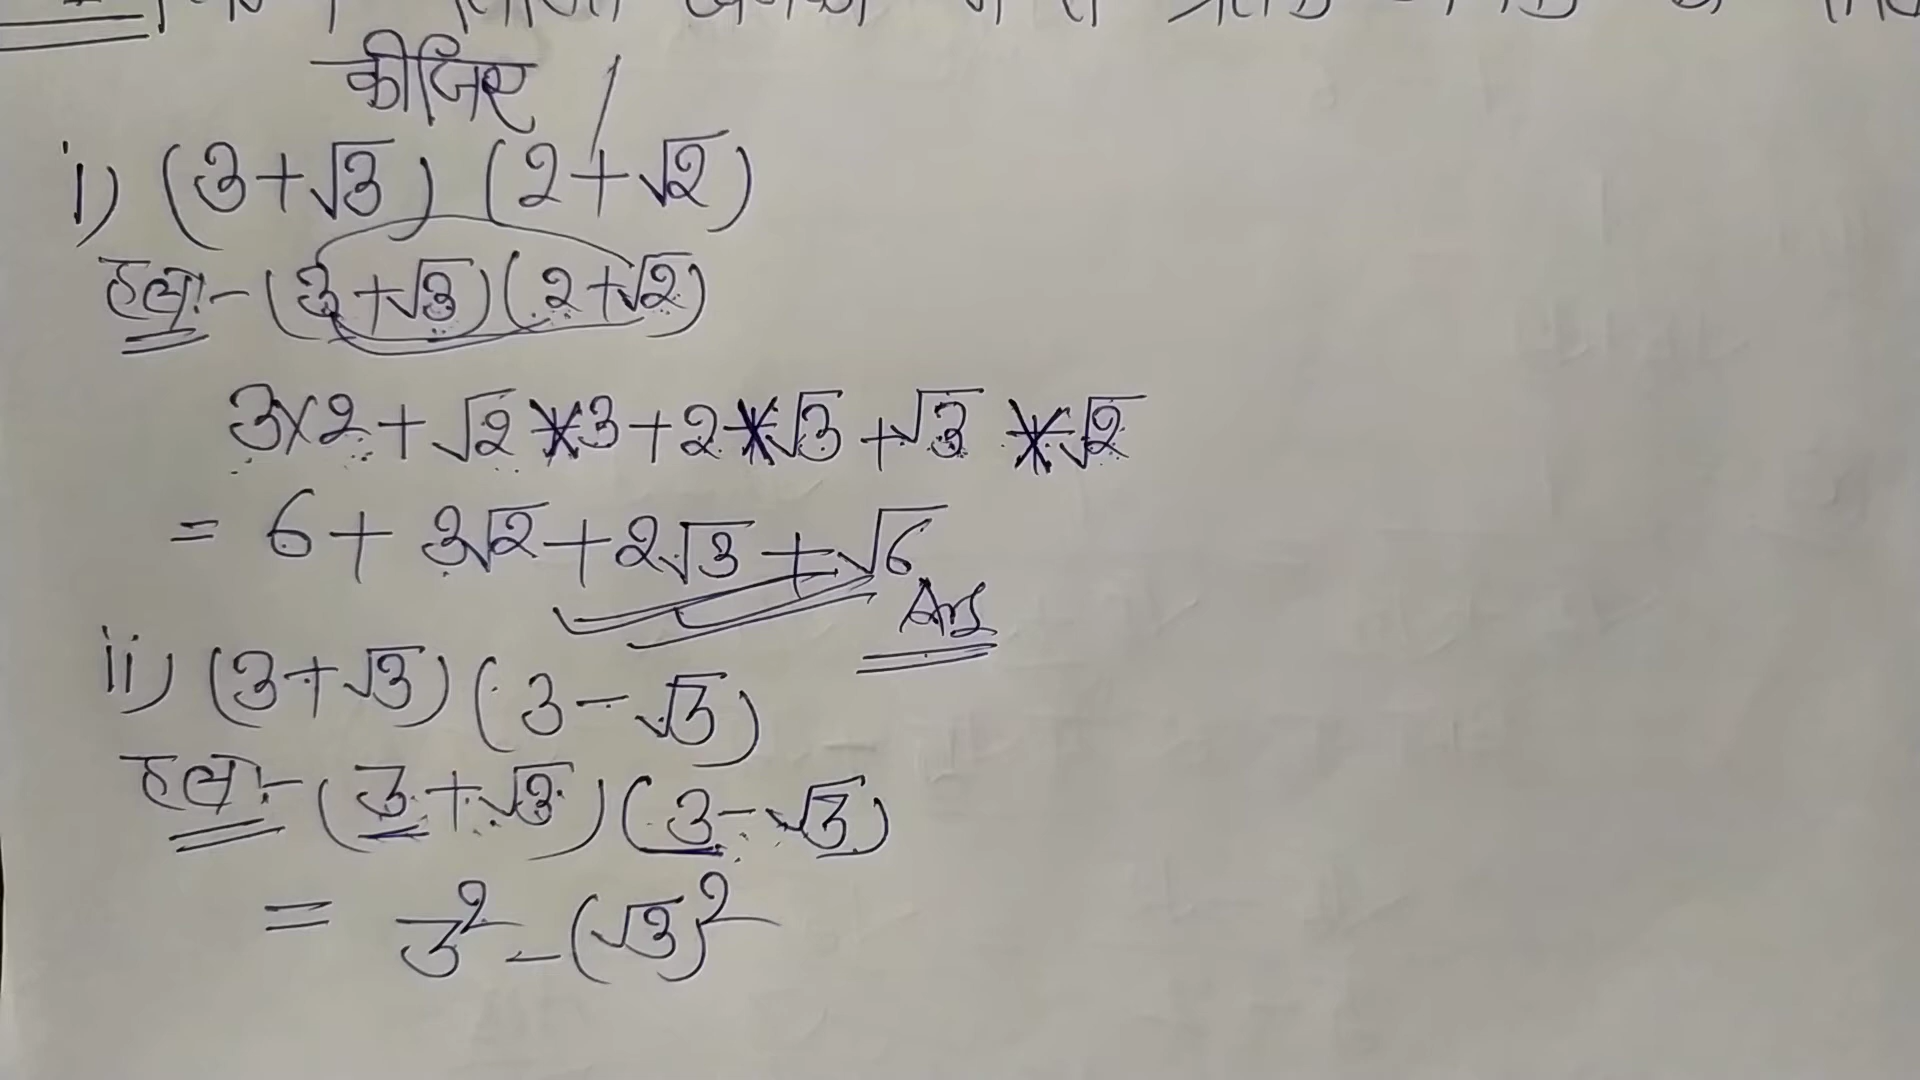 कीजिए
i) (3+√3) (2+√2)
हल:- (3+√3)(2+√2)
3×2+√2×3+2×√3+√3×√2
= 6+3√2+2√3+√6
Ans
ii) (3+√3)(3-√3)
हल:- (3+√3)(3-√3)
= 3²-(√3)²